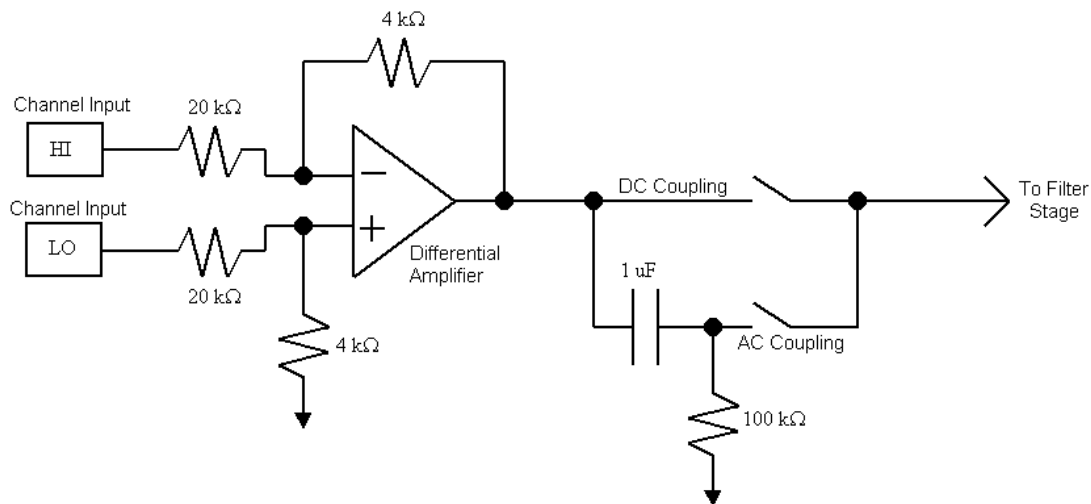 4 kΩ
Channel Input
20 kΩ
HI
Channel Input
LO
20 kΩ
−
+
Differential
Amplifier
4 kΩ
DC Coupling
To Filter
Stage
1 uF
AC Coupling
100 kΩ